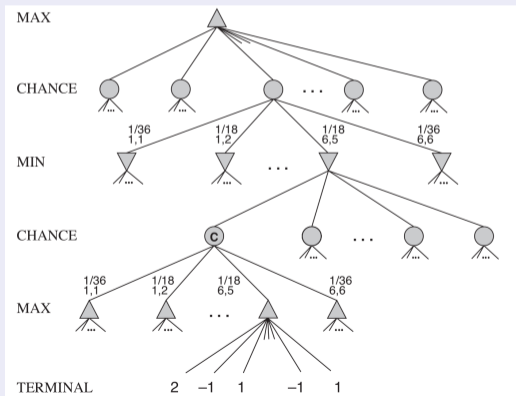 MAX
CHANCE
...
1/36 1/18 1/18 1/36
1,1 1,2 6,5 6,6
MIN
...
CHANCE
C
...
1/36 1/18 1/18 1/36
1,1 1,2 6,5 6,6
MAX
...
TERMINAL 2 –1 1 –1 1